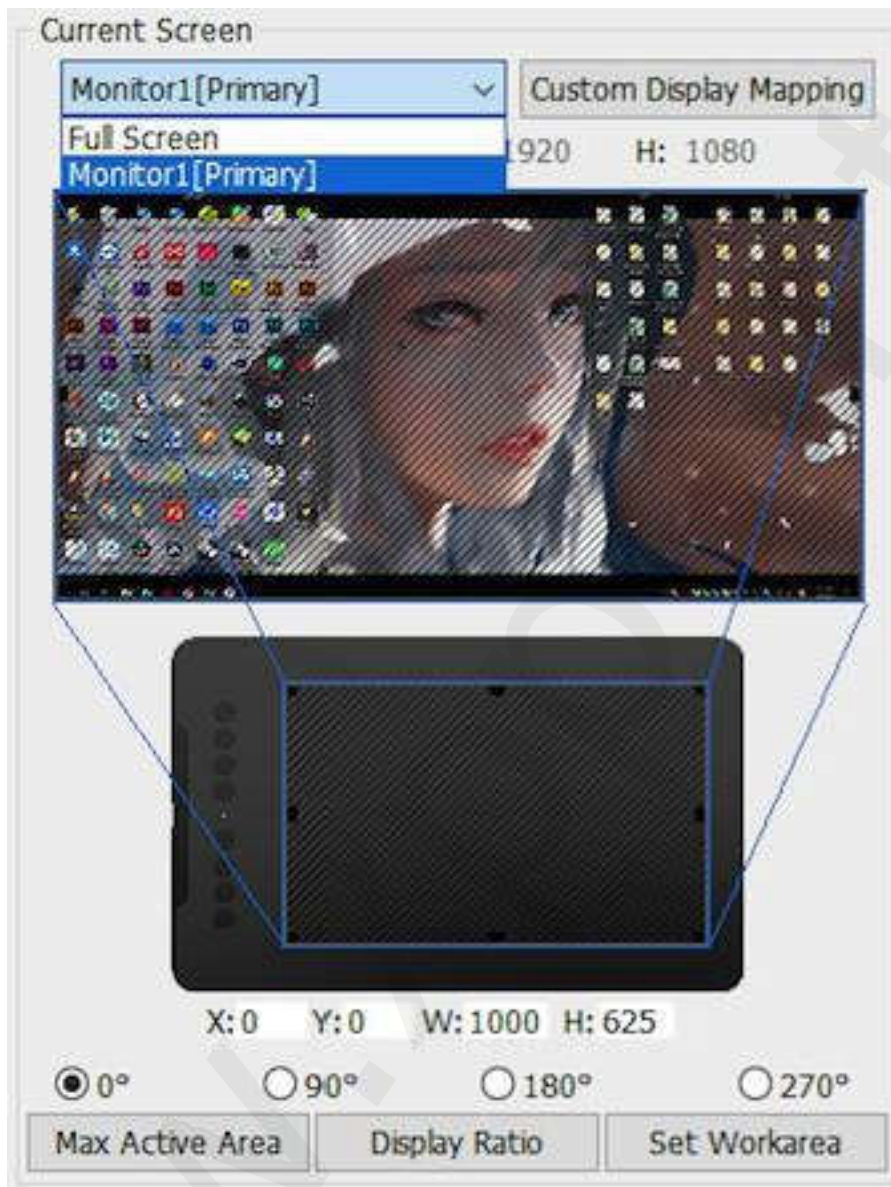 Current Screen
Monitor1[Primary]
Custom Display Mapping
Full Screen
1920 H: 1080
Monitor1[Primary]
X: 0 Y: 0 W: 1000 H: 625
0° 90° 180° 270°
Max Active Area Display Ratio Set Workarea